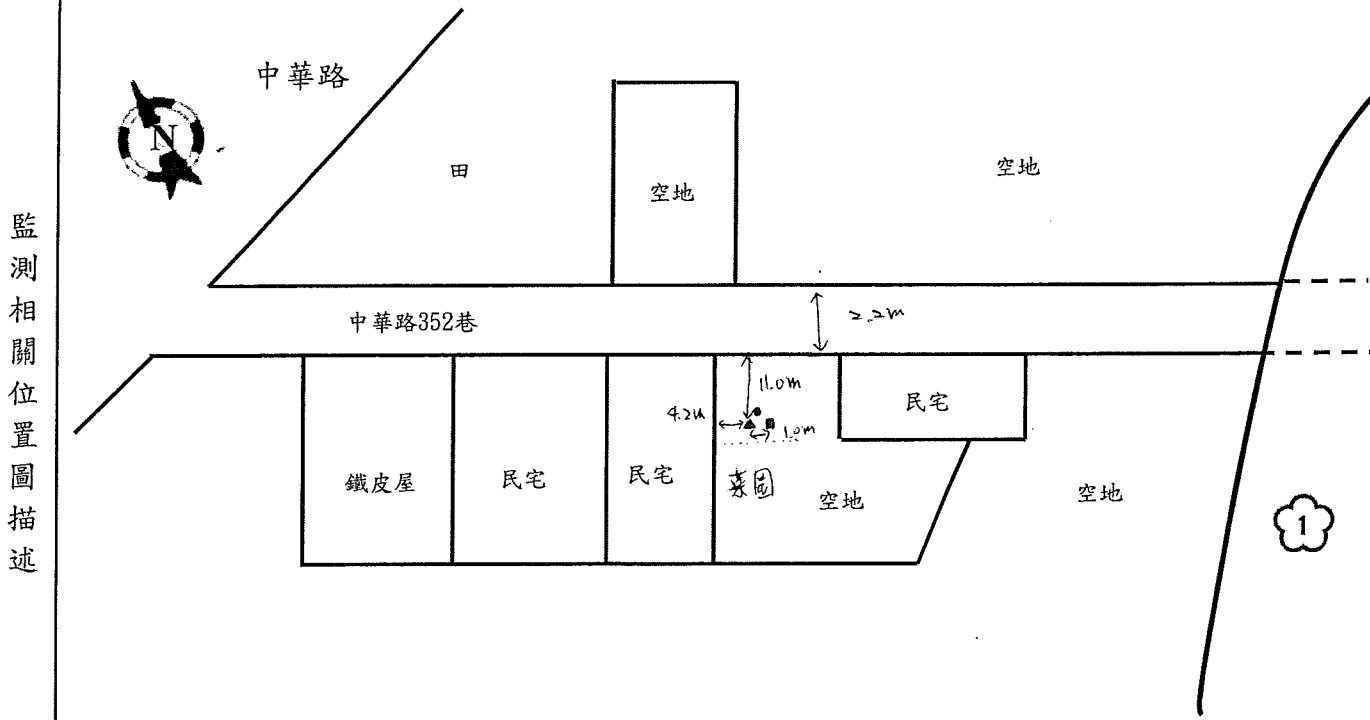 監測相關位置圖描述
中華路
N
田
空地
空地
中華路352巷
2.2m
11.0m
4.2m
1.0m
民宅
鐵皮屋
民宅
民宅
菜園
空地
空地
1